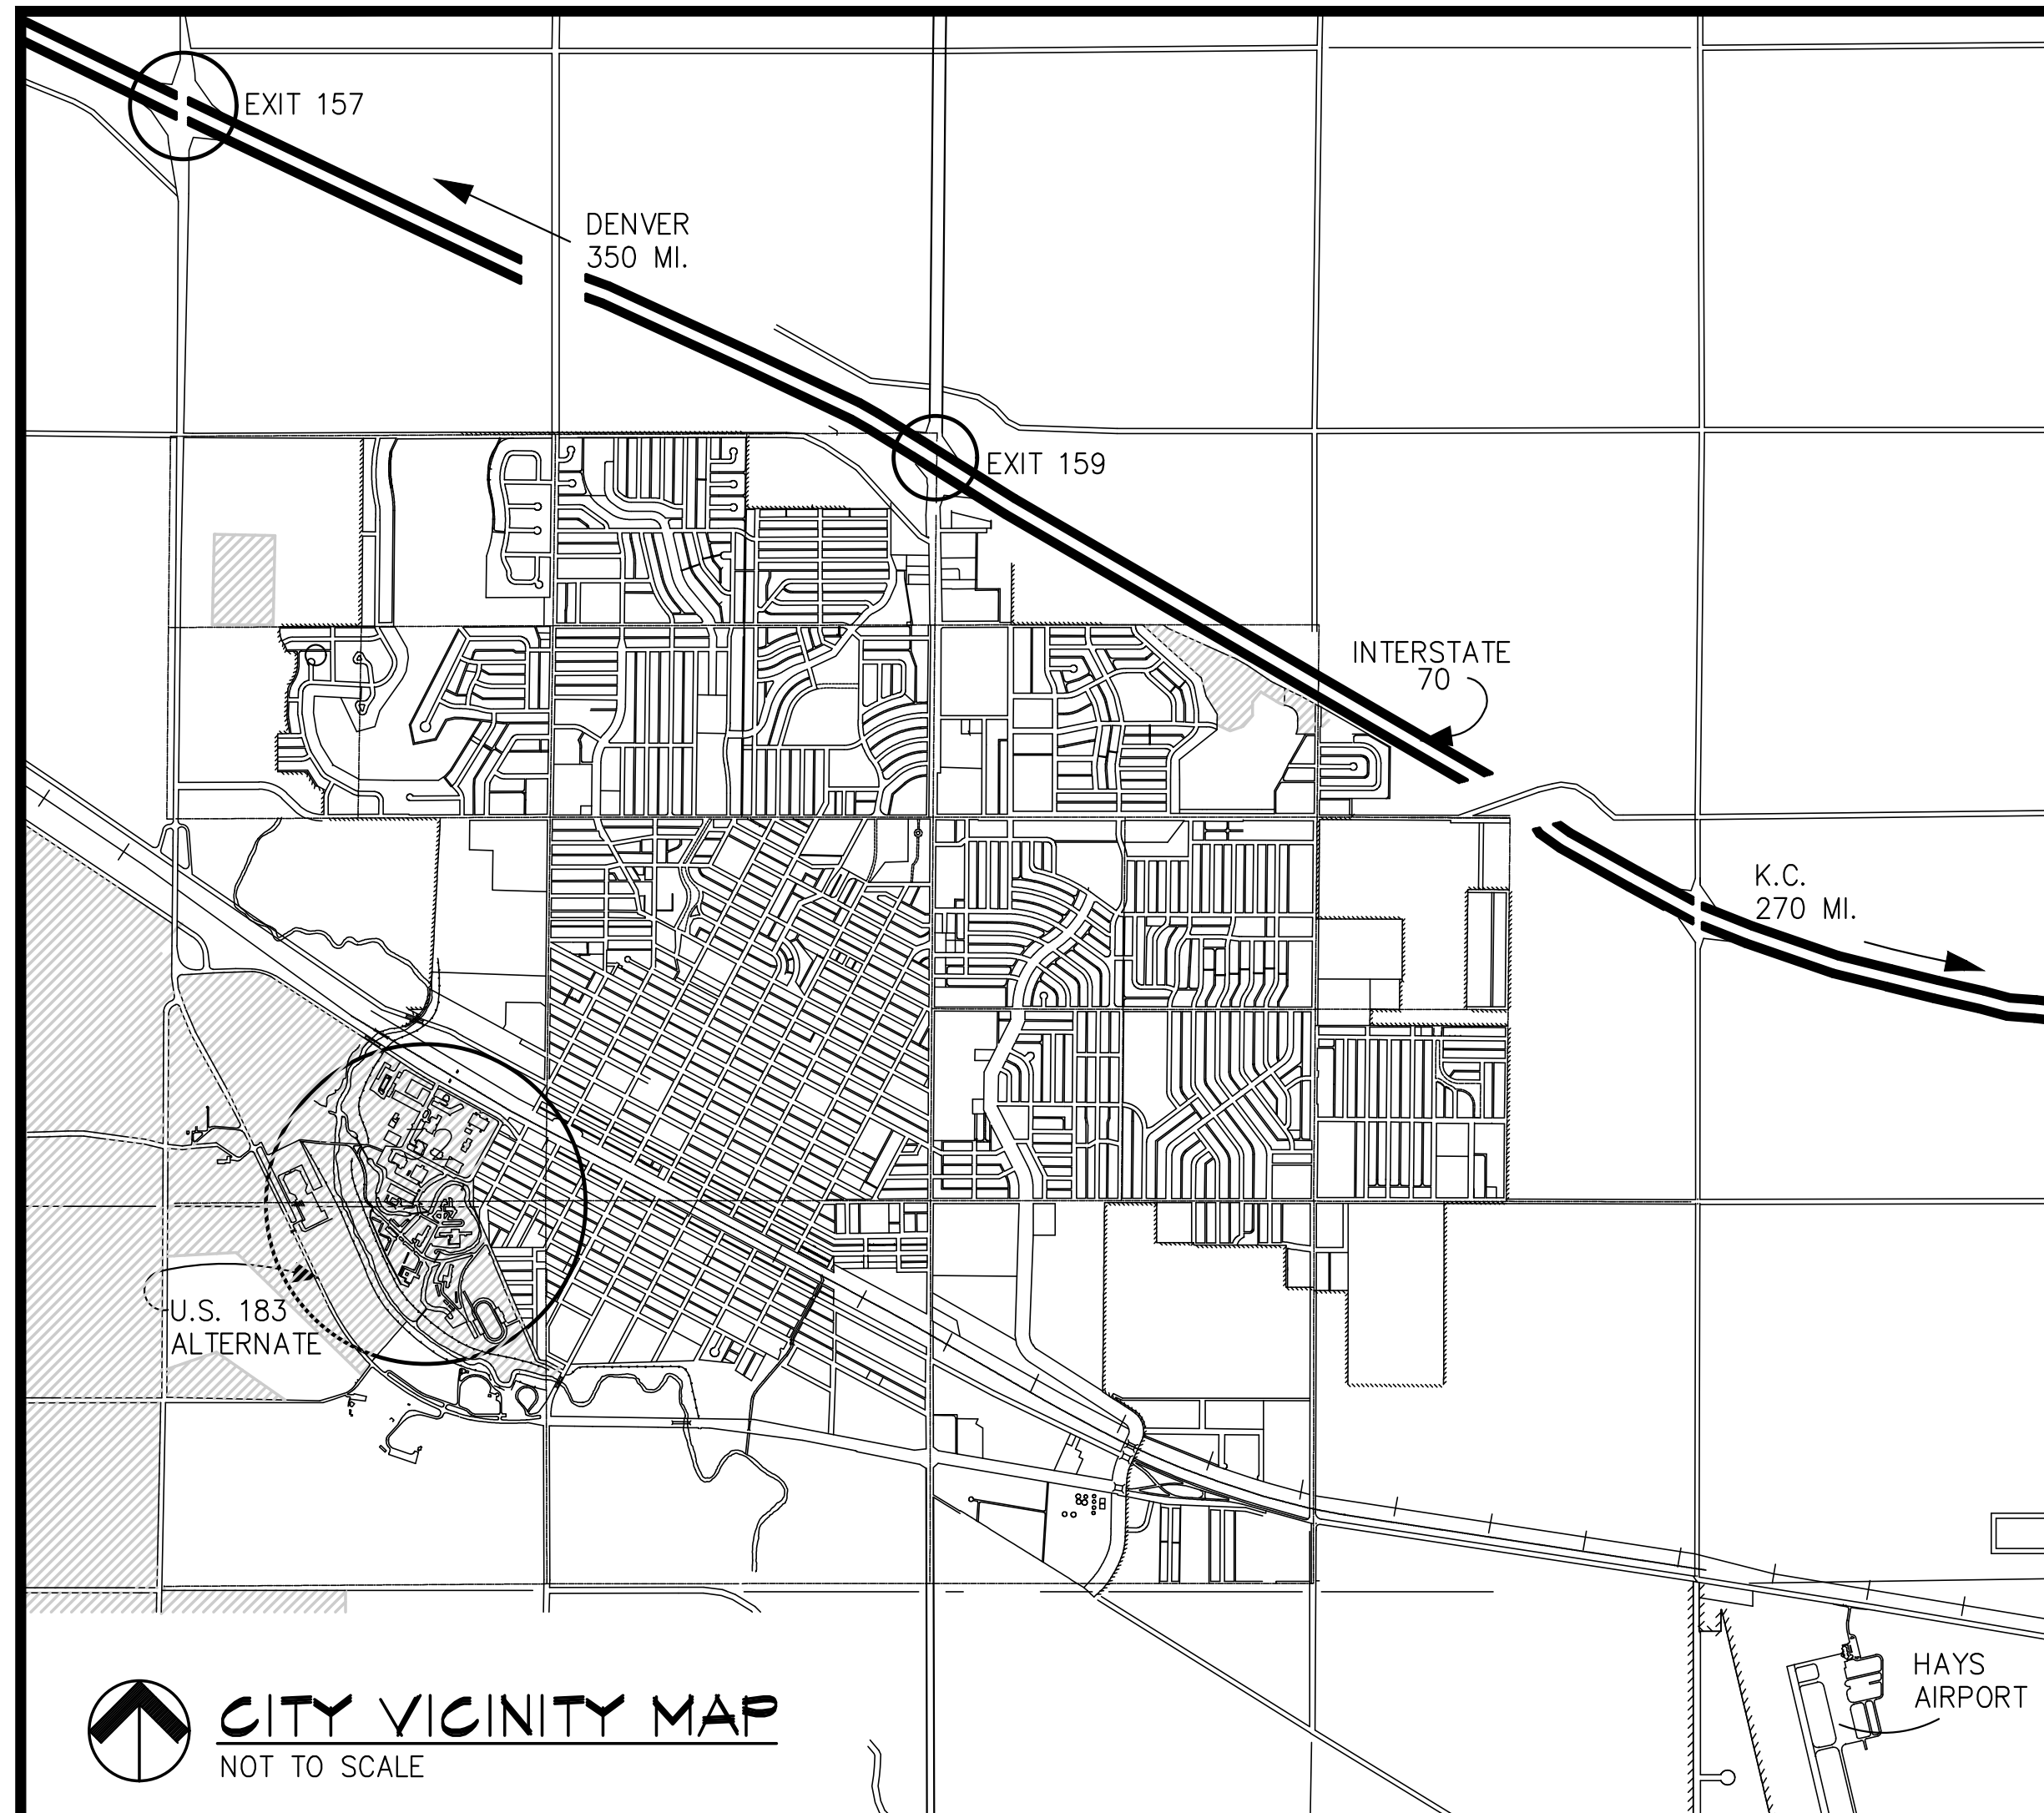 EXIT 157
DENVER
350 MI.
EXIT 159
INTERSTATE
70
K.C.
270 MI.
U.S. 183
ALTERNATE
HAYS
AIRPORT
CITY VICINITY MAP
NOT TO SCALE